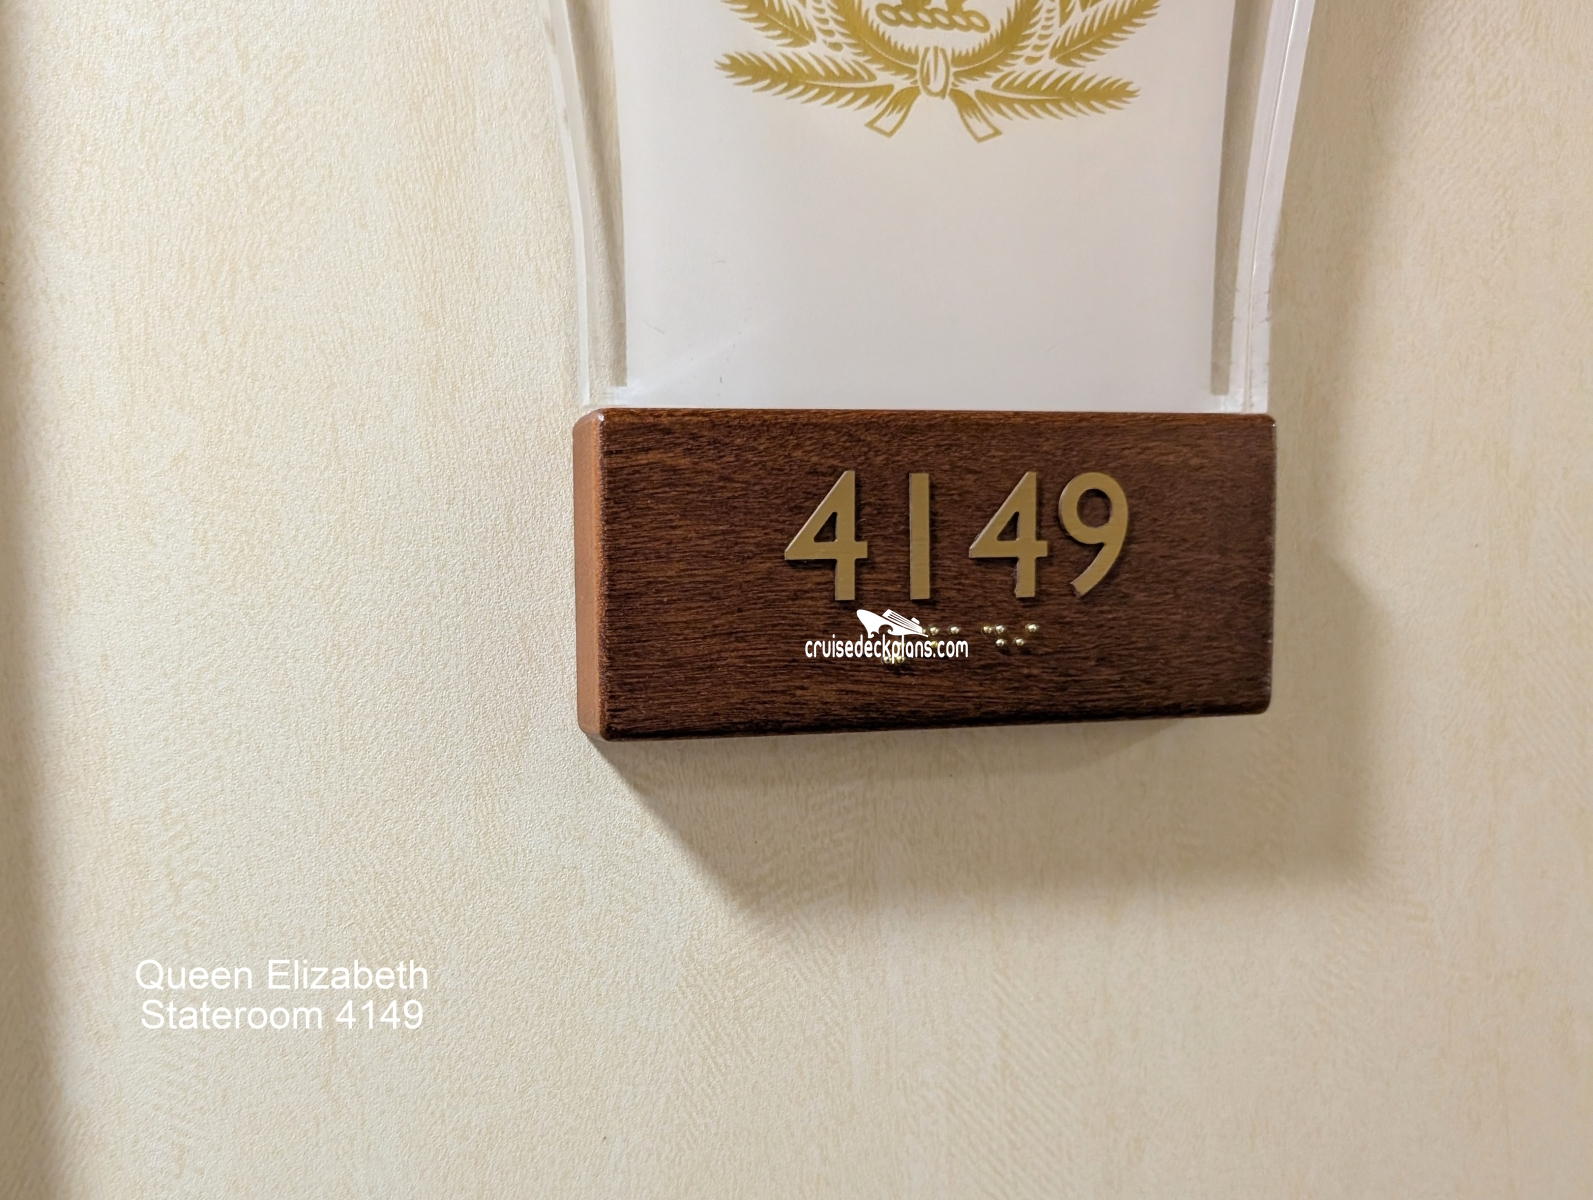 4149
cruisedeckplans.com
Queen Elizabeth
Stateroom 4149